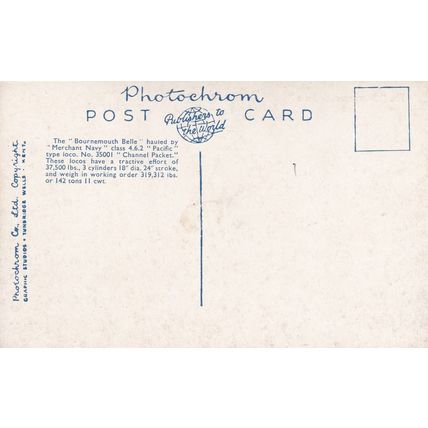 Photochrom
POST CARD
Publishers to
the World
The "Bournemouth Belle" hauled by
"Merchant Navy" class 4.6.2 "Pacific"
type loco. No. 35001 "Channel Packet."
These locos have a tractive effort of
37,500 lbs., 3 cylinders 18" dia. 24" stroke,
and weigh in working order 319,312 lbs.
or 142 tons 11 cwt.
Photochrom Co. Ltd. Copyright
GRAPHIC STUDIOS • TUNBRIDGE WELLS • KENT.